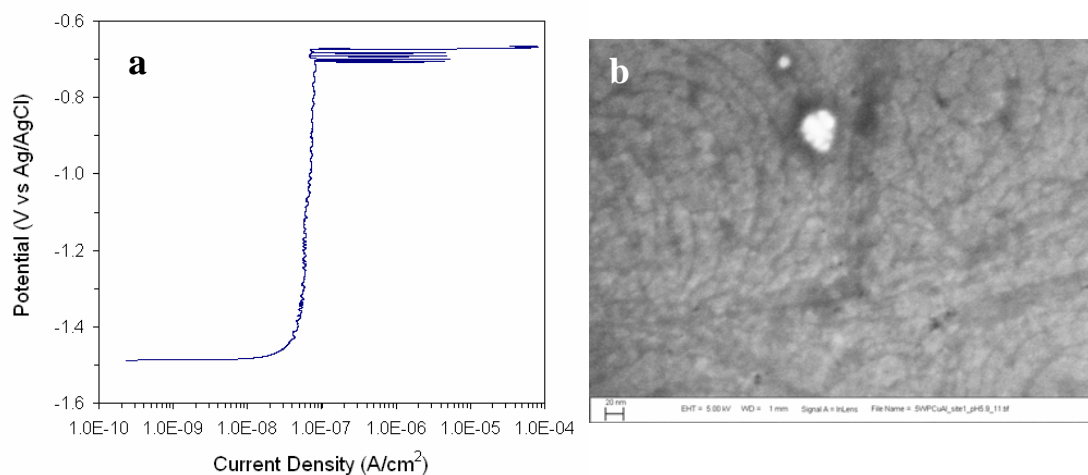 a
-0.6
-0.8
-1.0
-1.2
-1.4
-1.6
Potential (V vs Ag/AgCl)
1.0E-10 1.0E-09 1.0E-08 1.0E-07 1.0E-06 1.0E-05 1.0E-04
Current Density (A/cm²)
b
20 nm
EHT = 5.00 kV WD = 1 mm Signal A = InLens File Name = .5WPCuAl_site1_pH5.9_11.tif